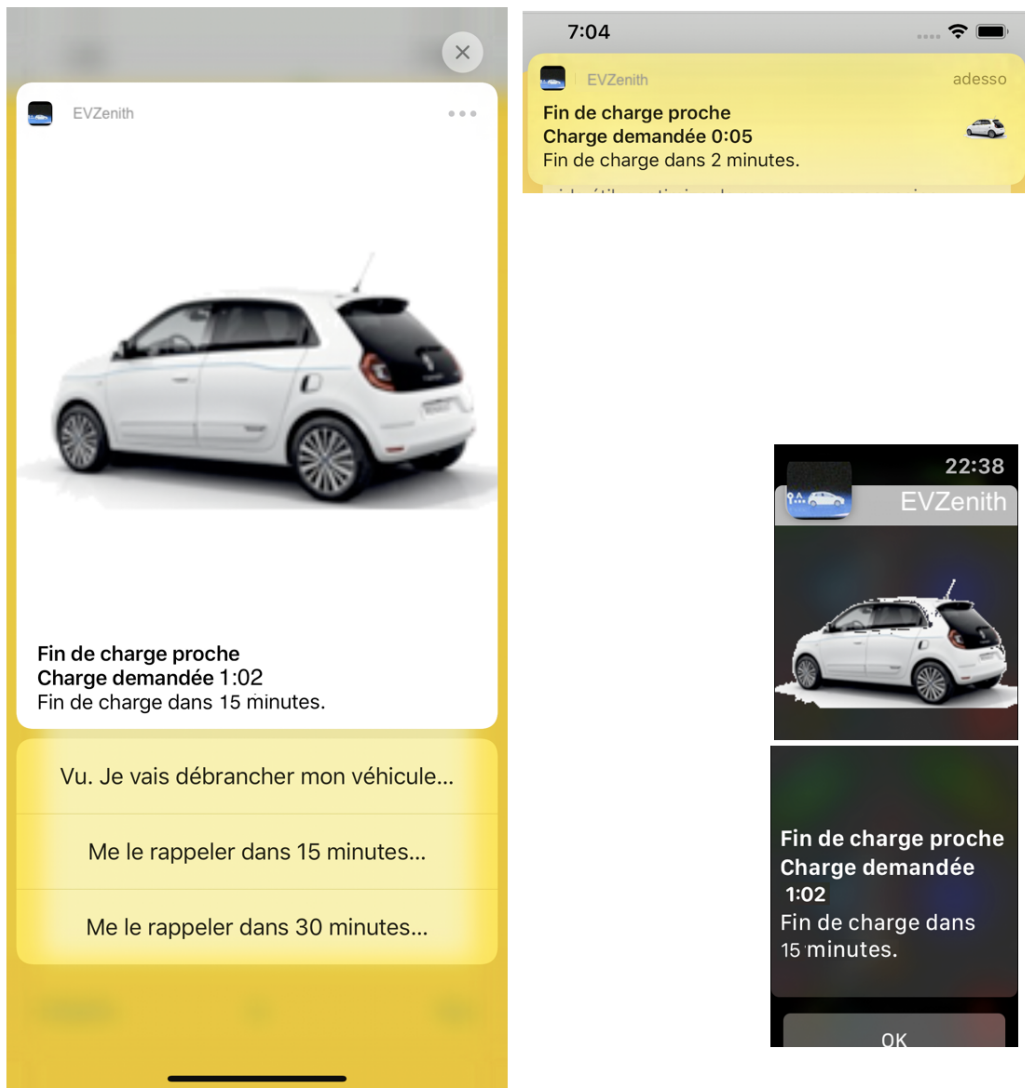 EVZenith
Fin de charge proche
Charge demandée 1:02
Fin de charge dans 15 minutes.
Vu. Je vais débrancher mon véhicule...
Me le rappeler dans 15 minutes...
Me le rappeler dans 30 minutes...
7:04
EVZenith adesso
Fin de charge proche
Charge demandée 0:05
Fin de charge dans 2 minutes.
22:38
EVZenith
Fin de charge proche
Charge demandée
1:02
Fin de charge dans
15 minutes.
OK